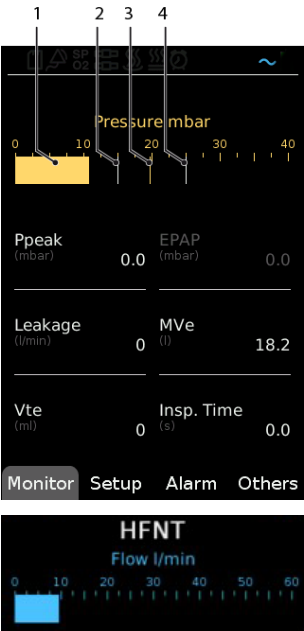 1 2 3 4
SP
O2
Pressure mbar
0 10 20 30 40
Ppeak
(mbar)
0.0
EPAP
(mbar)
0.0
Leakage
(l/min)
0
MVe
(l)
18.2
Vte
(ml)
0
Insp. Time
(s)
0.0
Monitor Setup Alarm Others
HFNT
Flow l/min
0 10 20 30 40 50 60